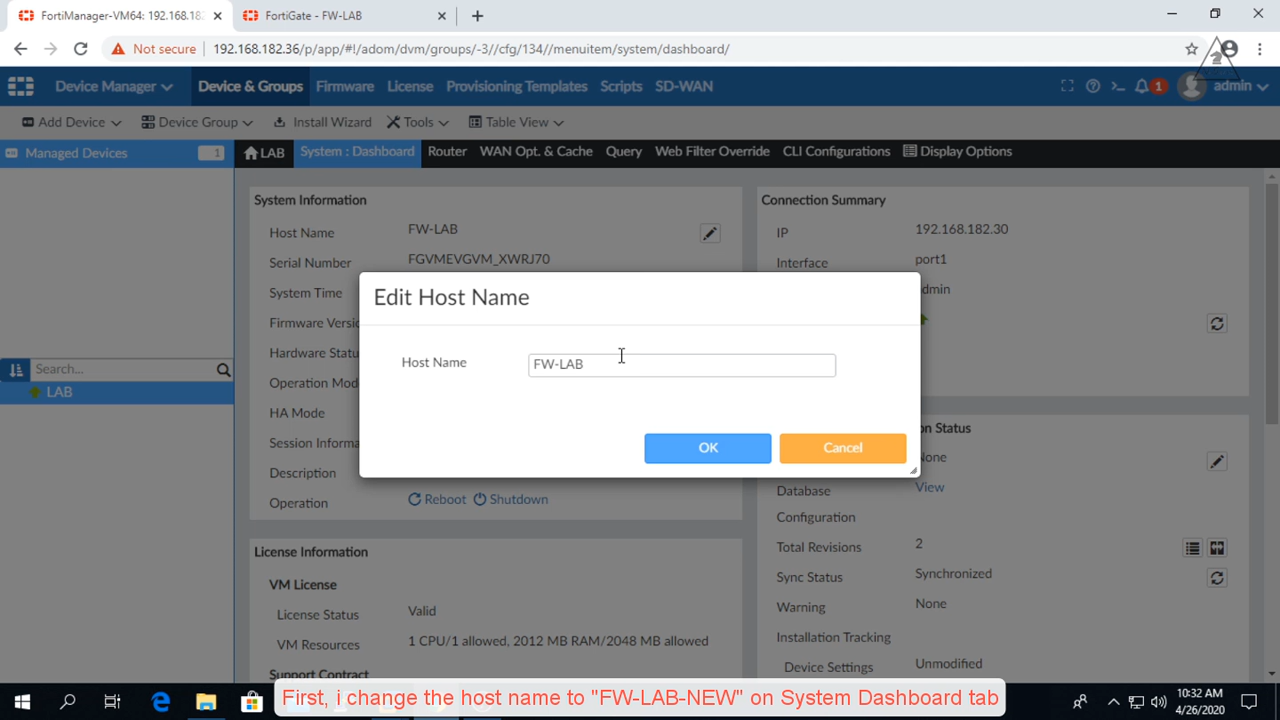 FortiManager-VM64: 192.168.182
FortiGate - FW-LAB
Not secure
192.168.182.36/p/app/#!/adom/dvm/groups/-3//cfg/134//menuitem/system/dashboard/
Device Manager
Device & Groups
Firmware
License
Provisioning Templates
Scripts
SD-WAN
1
admin
Add Device
Device Group
Install Wizard
Tools
Table View
Managed Devices
1
LAB
System : Dashboard
Router
WAN Opt. & Cache
Query
Web Filter Override
CLI Configurations
Display Options
System Information
Host Name FW-LAB
Serial Number FGVMEVGVM_XWRJ70
System Time
Firmware Versio
Hardware Statu
Operation Mod
HA Mode
Session Informa
Description
Operation Reboot Shutdown
License Information
VM License
License Status Valid
VM Resources 1 CPU/1 allowed, 2012 MB RAM/2048 MB allowed
Support Contract
Connection Summary
IP 192.168.182.30
Interface port1
dmin
on Status
None
Database View
Configuration
Total Revisions 2
Sync Status Synchronized
Warning None
Installation Tracking
Device Settings Unmodified
Search...
LAB
Edit Host Name
Host Name FW-LAB
OK
Cancel
First, i change the host name to "FW-LAB-NEW" on System Dashboard tab
10:32 AM
4/26/2020